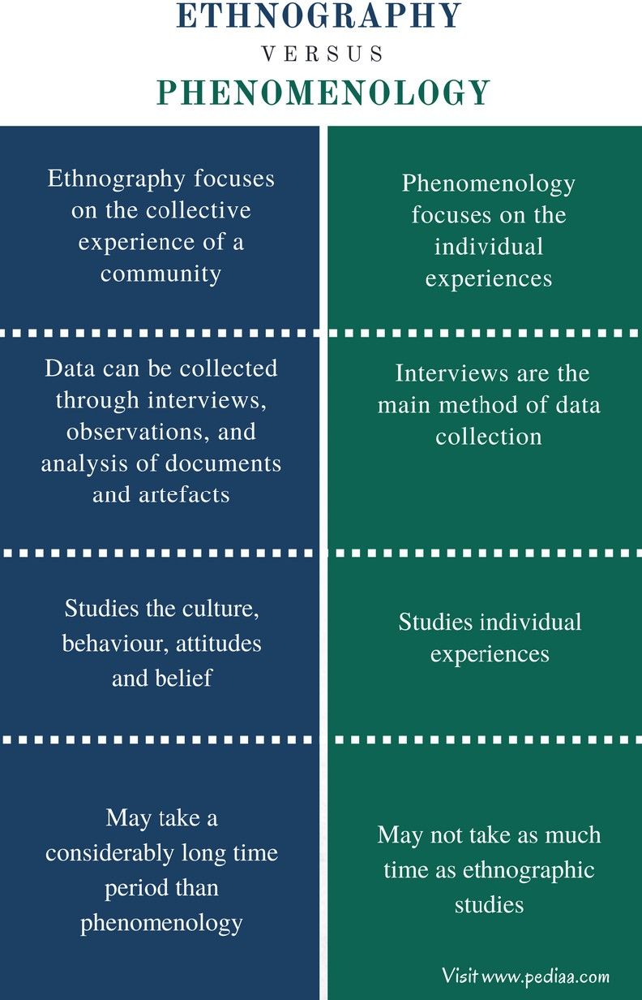 ETHNOGRAPHY
VERSUS
PHENOMENOLOGY
Ethnography focuses
on the collective
experience of a
community
Phenomenology
focuses on the
individual
experiences
Data can be collected
through interviews,
observations, and
analysis of documents
and artefacts
Interviews are the
main method of data
collection
Studies the culture,
behaviour, attitudes
and belief
Studies individual
experiences
May take a
considerably long time
period than
phenomenology
May not take as much
time as ethnographic
studies
Visit www.pediaa.com